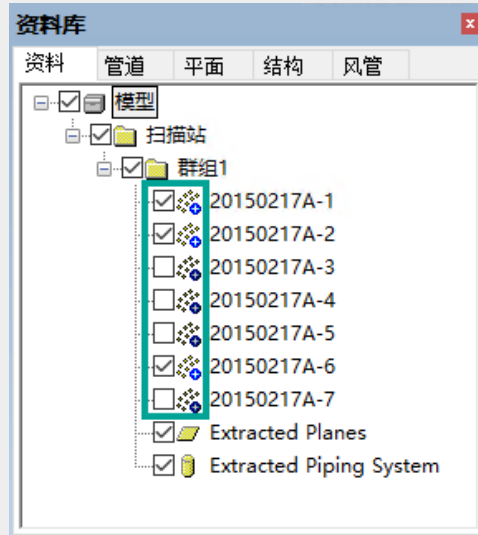 资料库
资料 管道 平面 结构 风管
模型
扫描站
群组1
20150217A-1
20150217A-2
20150217A-3
20150217A-4
20150217A-5
20150217A-6
20150217A-7
Extracted Planes
Extracted Piping System